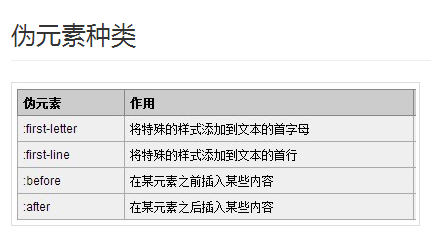 伪元素种类
伪元素 作用
:first-letter 将特殊的样式添加到文本的首字母
:first-line 将特殊的样式添加到文本的首行
:before 在某元素之前插入某些内容
:after 在某元素之后插入某些内容